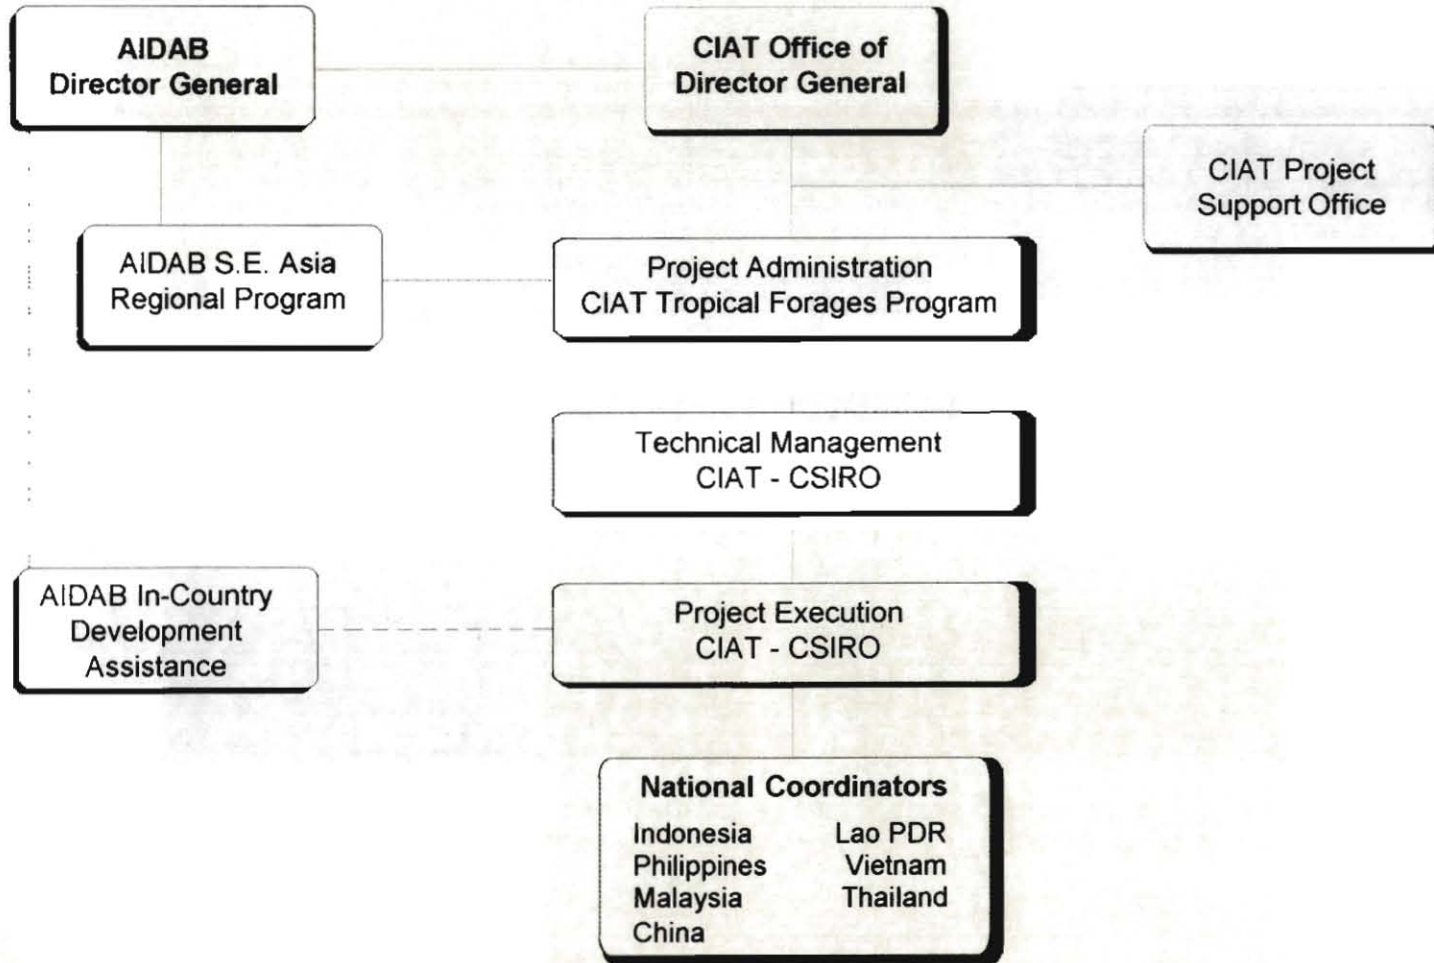 AIDAB
Director General
CIAT Office of
Director General
CIAT Project
Support Office
AIDAB S.E. Asia
Regional Program
Project Administration
CIAT Tropical Forages Program
Technical Management
CIAT - CSIRO
AIDAB In-Country
Development
Assistance
Project Execution
CIAT - CSIRO
National Coordinators
Indonesia Lao PDR
Philippines Vietnam
Malaysia Thailand
China